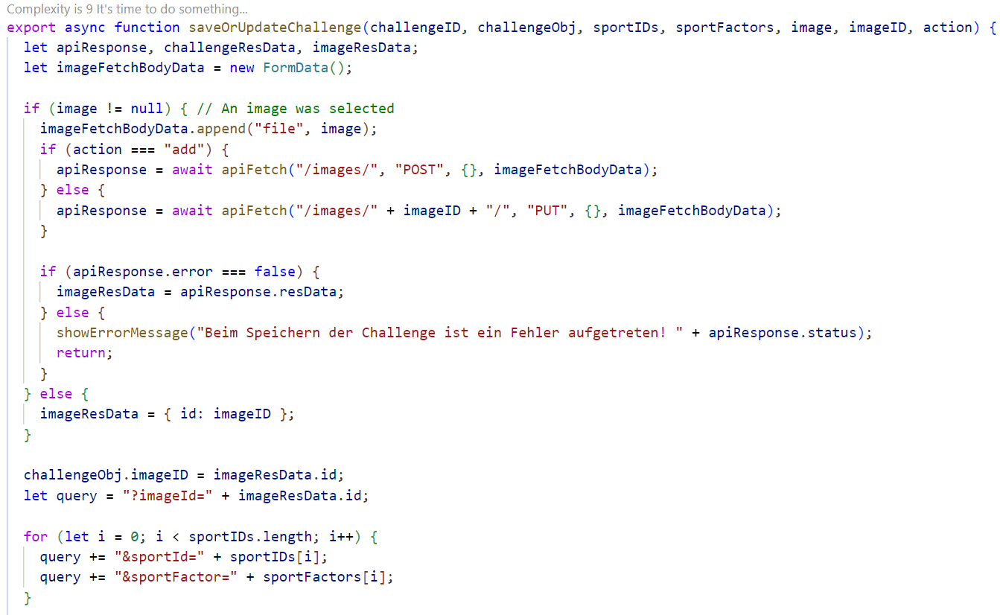 Complexity is 9 It's time to do something...
export async function saveOrUpdateChallenge(challengeID, challengeObj, sportIDs, sportFactors, image, imageID, action) {
let apiResponse, challengeResData, imageResData;
let imageFetchBodyData = new FormData();
if (image != null) { // An image was selected
imageFetchBodyData.append("file", image);
if (action === "add") {
apiResponse = await apiFetch("/images/", "POST", {}, imageFetchBodyData);
} else {
apiResponse = await apiFetch("/images/" + imageID + "/", "PUT", {}, imageFetchBodyData);
}
if (apiResponse.error === false) {
imageResData = apiResponse.resData;
} else {
showErrorMessage("Beim Speichern der Challenge ist ein Fehler aufgetreten! " + apiResponse.status);
return;
}
} else {
imageResData = { id: imageID };
}
challengeObj.imageID = imageResData.id;
let query = "?imageId=" + imageResData.id;
for (let i = 0; i < sportIDs.length; i++) {
query += "&sportId=" + sportIDs[i];
query += "&sportFactor=" + sportFactors[i];
}